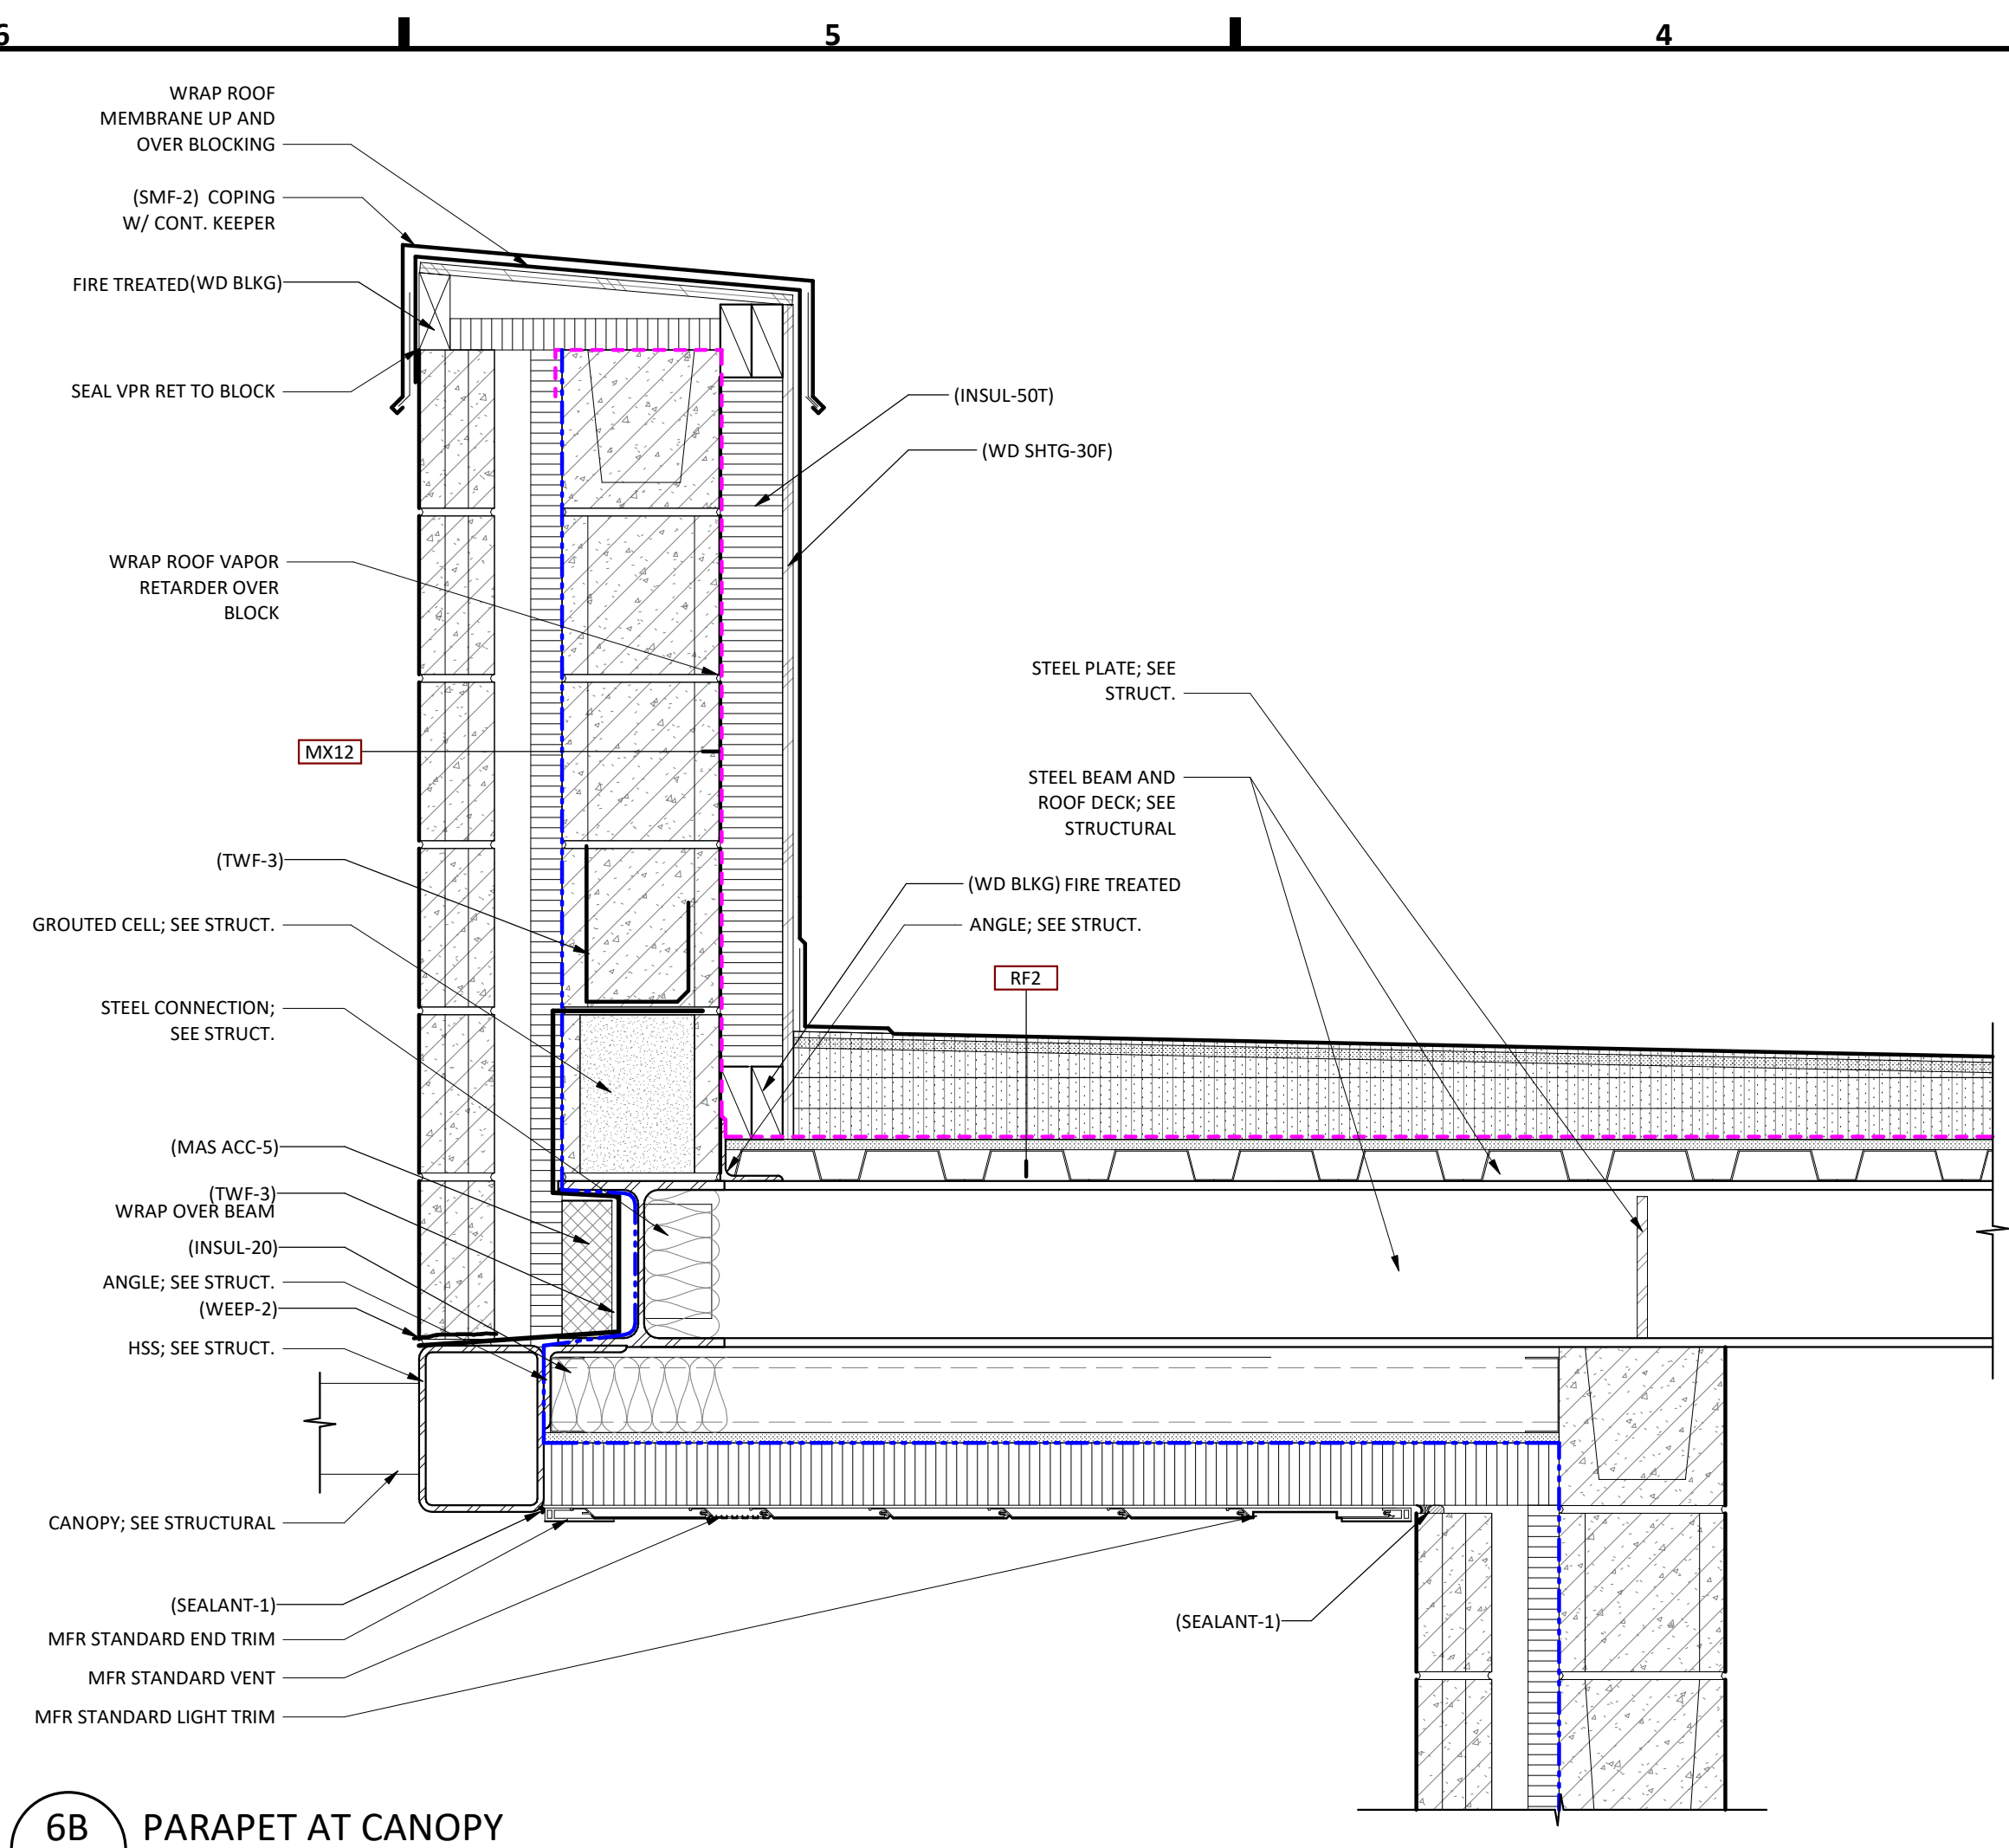 6
5
4
WRAP ROOF
MEMBRANE UP AND
OVER BLOCKING
(SMF-2) COPING
W/ CONT. KEEPER
FIRE TREATED(WD BLKG)
SEAL VPR RET TO BLOCK
WRAP ROOF VAPOR
RETARDER OVER
BLOCK
MX12
(TWF-3)
GROUTED CELL; SEE STRUCT.
STEEL CONNECTION;
SEE STRUCT.
(MAS ACC-5)
(TWF-3)
WRAP OVER BEAM
(INSUL-20)
ANGLE; SEE STRUCT.
(WEEP-2)
HSS; SEE STRUCT.
CANOPY; SEE STRUCTURAL
(SEALANT-1)
MFR STANDARD END TRIM
MFR STANDARD VENT
MFR STANDARD LIGHT TRIM
(INSUL-50T)
(WD SHTG-30F)
STEEL PLATE; SEE
STRUCT.
STEEL BEAM AND
ROOF DECK; SEE
STRUCTURAL
(WD BLKG) FIRE TREATED
ANGLE; SEE STRUCT.
RF2
(SEALANT-1)
6B
PARAPET AT CANOPY